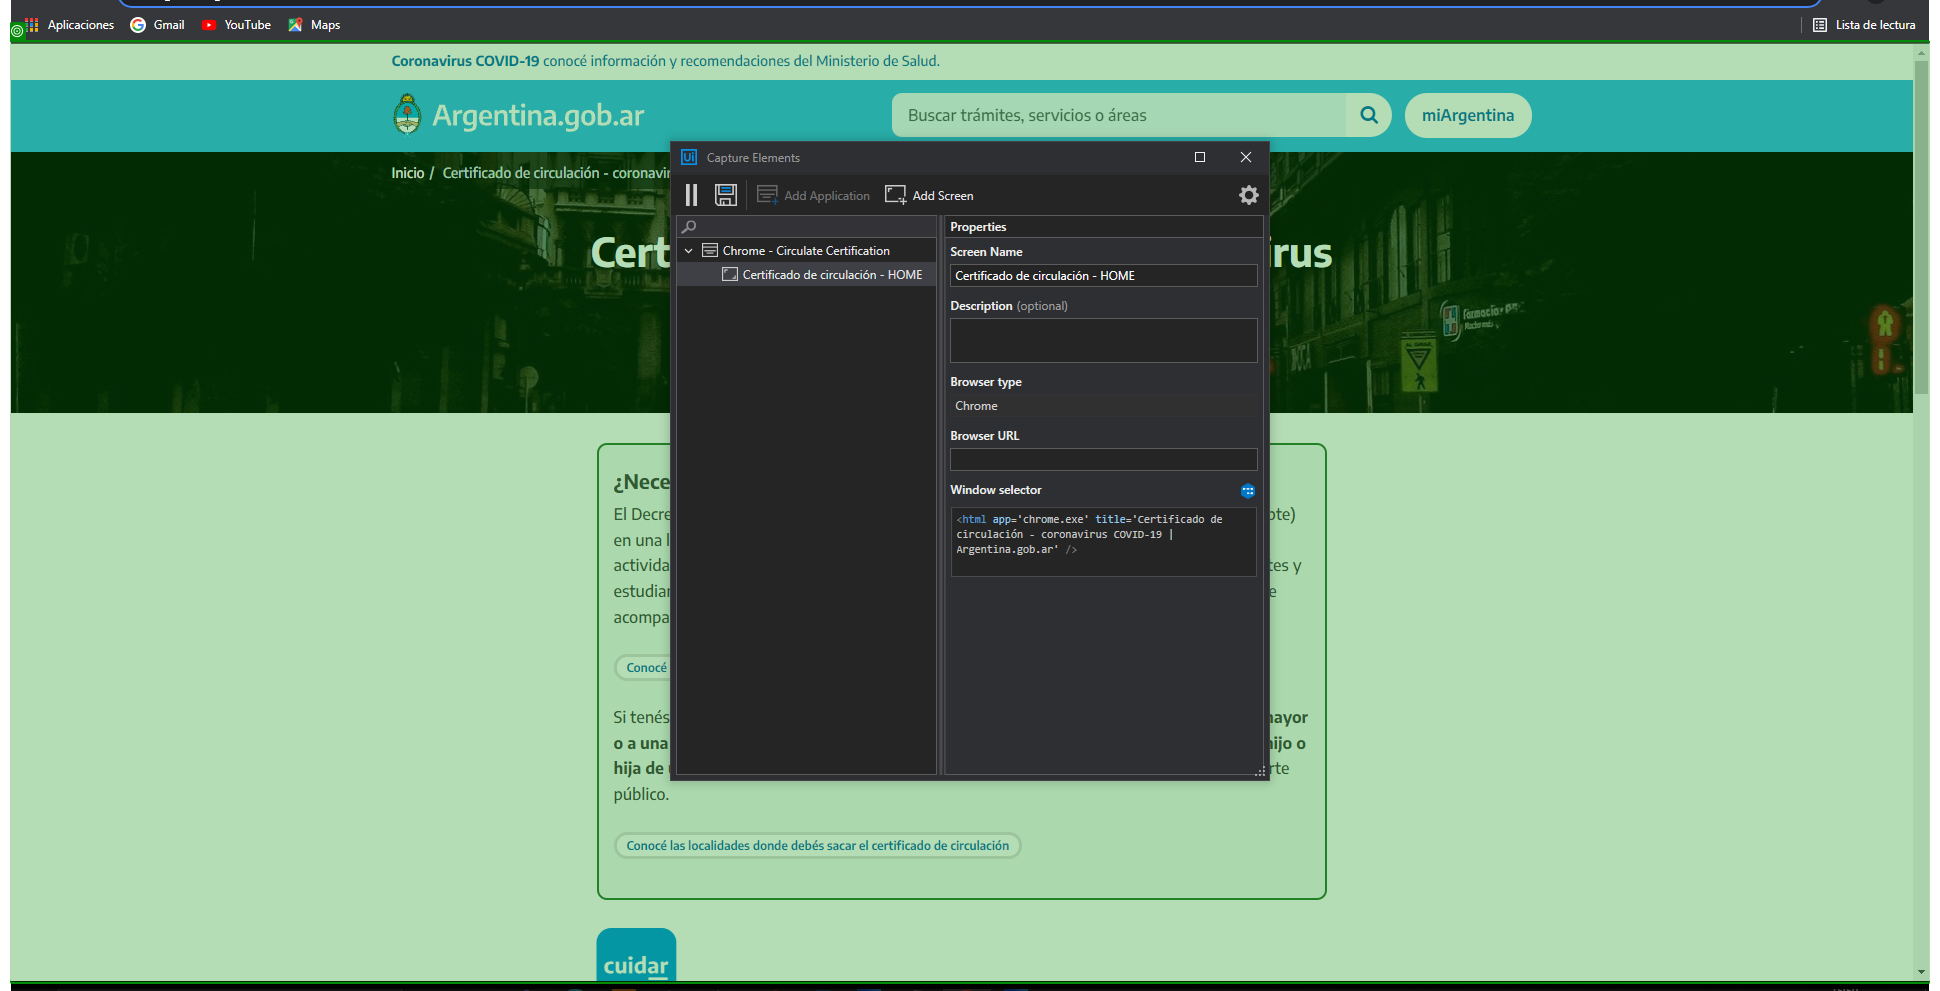 Aplicaciones Gmail YouTube Maps Lista de lectura
Coronavirus COVID-19 conocé información y recomendaciones del Ministerio de Salud.
Argentina.gob.ar Buscar trámites, servicios o áreas miArgentina
Inicio / Certificado de circulación - coronavir
Cert
rus
Ui Capture Elements
Add Application Add Screen
Chrome - Circulate Certification
Certificado de circulación - HOME
Properties
Screen Name
Certificado de circulación - HOME
Description (optional)
Browser type
Chrome
Browser URL
Window selector
<html app='chrome.exe' title='Certificado de
circulación - coronavirus COVID-19 |
Argentina.gob.ar' />
¿Nece
El Decre ote)
en una l
activida tes y
estudian e
acompa
Conocé
Si tenés mayor
o a una hijo o
hija de rte
público.
Conocé las localidades donde debés sacar el certificado de circulación
cuidar